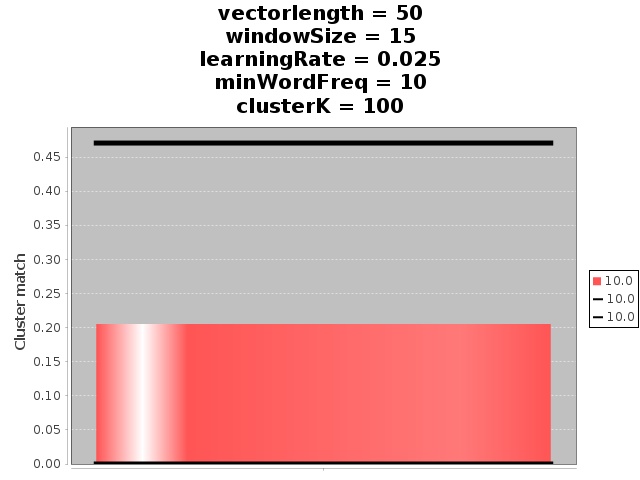 vectorlength = 50
windowSize = 15
learningRate = 0.025
minWordFreq = 10
clusterK = 100
Cluster match
0.45
0.40
0.35
0.30
0.25
0.20
0.15
0.10
0.05
0.00
10.0
10.0
10.0